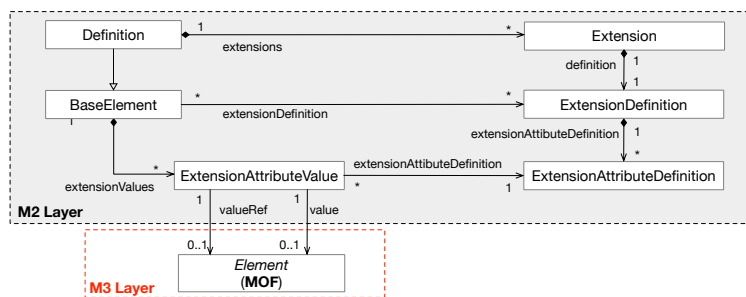 Definition
1
*
Extension
extensions
definition
1
1
BaseElement
*
*
ExtensionDefinition
extensionDefinition
extensionAttibuteDefinition
1
*
extensionAttibuteDefinition
*
ExtensionAttributeValue
ExtensionAttributeDefinition
extensionValues
*
1
1
1
M2 Layer
valueRef
value
0..1
0..1
Element
(MOF)
M3 Layer